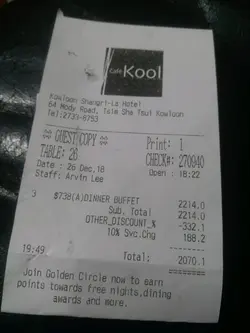 Café Kool
Kowloon Shangri-La Hotel
64 Mody Road, Tsim Sha Tsui Kowloon
Tel:2733-8753
GUEST COPY
Print: 1
TABLE: 26
CHECK#: 270940
Date : 26 Dec,18
Open : 18:22
Staff: Arvin Lee
3 $738(A)DINNER BUFFET 2214.0
Sub. Total 2214.0
OTHER_DISCOUNT_% -332.1
10% Svc.Chg 188.2
19:49 Total: 2070.1
Join Golden Circle now to earn
points towards free nights,dining
awards and more.